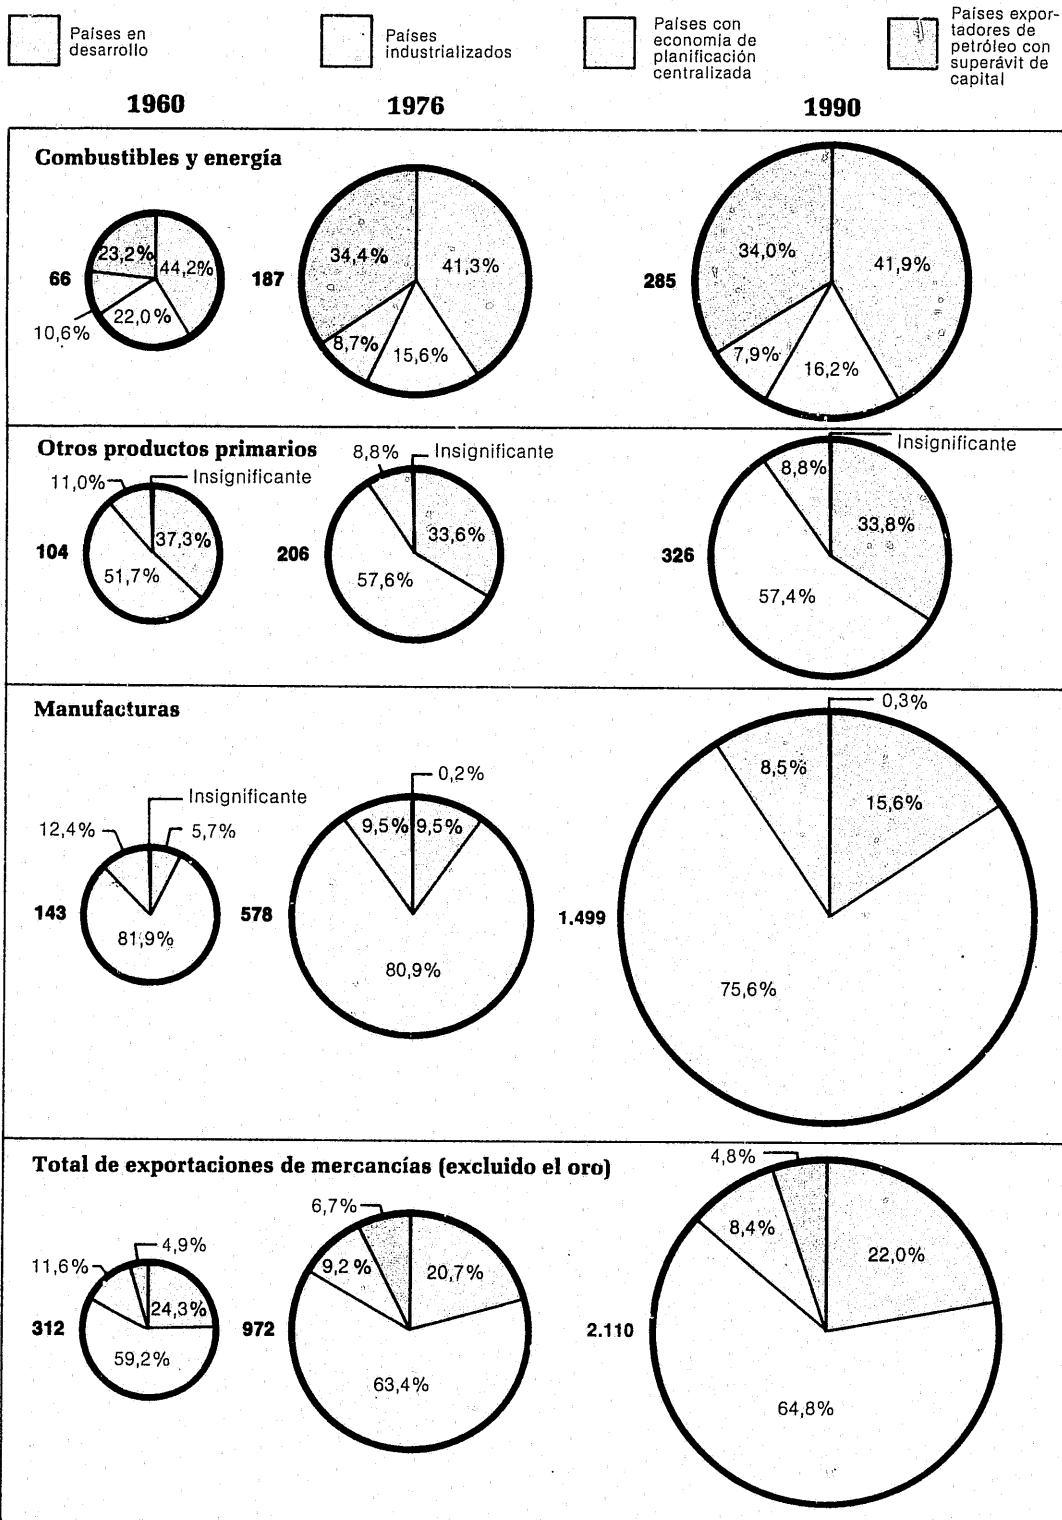 Países en
desarrollo
Países
industrializados
Países con
economía de
planificación
centralizada
Países expor-
tadores de
petróleo con
superávit de
capital
1960
1976
1990
Combustibles y energía
66
23,2%
44,2%
10,6%
22,0%
187
34,4%
41,3%
8,7%
15,6%
285
34,0%
41,9%
7,9%
16,2%
Otros productos primarios
104
11,0%
Insignificante
37,3%
51,7%
206
8,8%
Insignificante
33,6%
57,6%
326
Insignificante
8,8%
33,8%
57,4%
Manufacturas
143
12,4%
Insignificante
5,7%
81,9%
578
0,2%
9,5%
9,5%
80,9%
1.499
0,3%
8,5%
15,6%
75,6%
Total de exportaciones de mercancías (excluido el oro)
312
11,6%
4,9%
24,3%
59,2%
972
6,7%
9,2 %
20,7%
63,4%
2.110
4,8%
8,4%
22,0%
64,8%